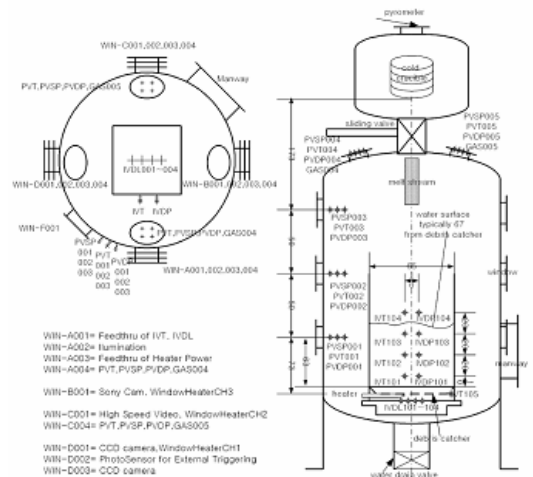 pyrometer
WIN-C001,002,003,004
PVT,PVSP,PVDP,GAS005
Manway
cold
crucible
sliding valve
PVSP004
PVT004
PVDP004
GAS004
PVSP005
PVT005
PVDP005
GAS005
IVDL001-004
WIN-D001,002,003,004
WIN-B001,002,003,004
IVT
IVDP
WIN-F001
PVT,PVSP,PVDP,GAS004
PVSP
001
002
003
PVT
001
002
003
PVDP
001
002
003
WIN-A001,002,003,004
melt stream
PVSP003
PVT003
PVDP003
water surface
typically 67
from debris catcher
PVSP002
PVT002
PVDP002
window
50
50
IVT104
IVDP104
IVT103
IVDP103
IVT102
IVDP102
IVT101
IVDP101
PVSP001
PVT001
PVDP001
manway
heater
IVT105
IVDL101-104
debris catcher
water drain valve
WIN-A001= Feedthru of IVT, IVDL
WIN-A002= Ilumination
WIN-A003= Feedthru of Heater Power
WIN-A004= PVT,PVSP,PVDP,GAS004
WIN-B001= Sony Cam, WindowHeaterCH3
WIN-C001= High Speed Video, WindowHeaterCH2
WIN-C004= PVT,PVSP,PVDP,GAS005
WIN-D001= CCD camera,WindowHeaterCH1
WIN-D002= PhotoSensor for External Triggering
WIN-D003= CCD camera